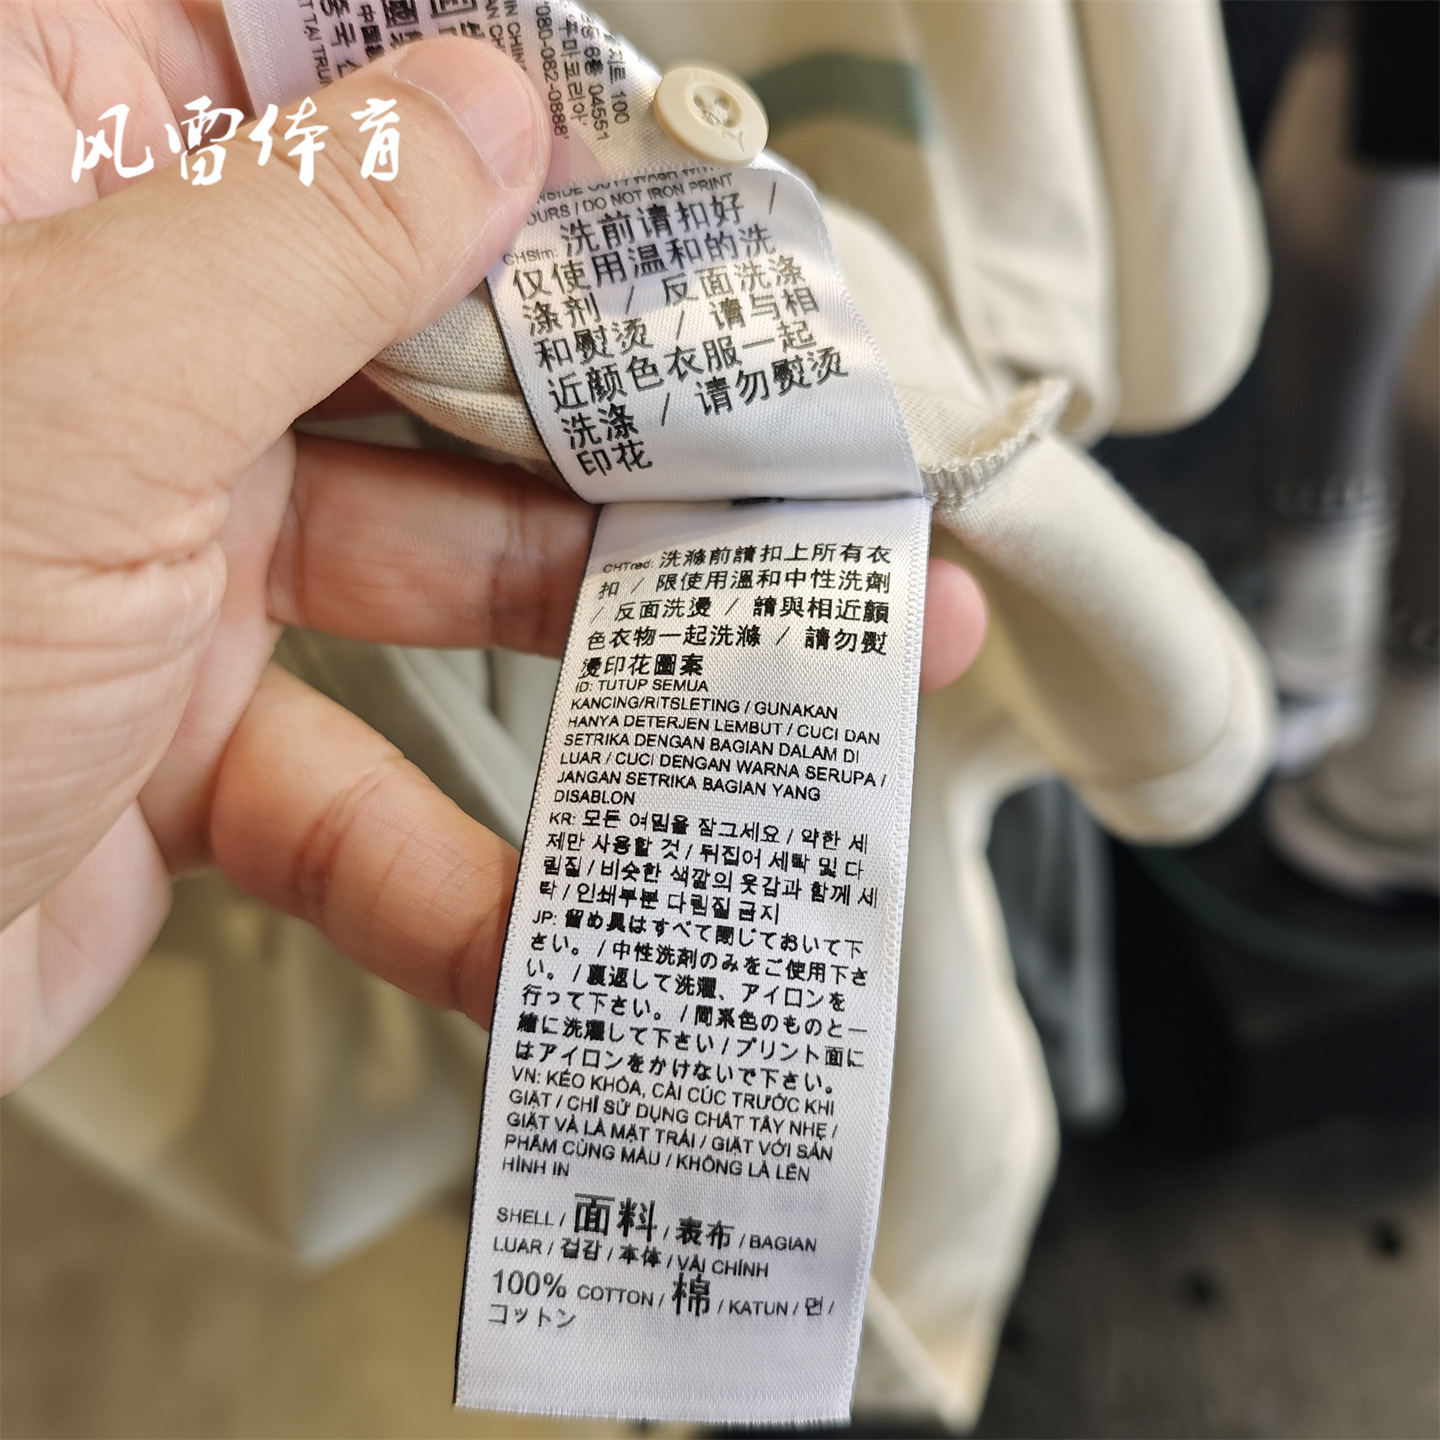 风雷体育
IN CHINA
080-082-0888'
6층 04551
100
INSIDE OUT / WASH WITH
OURS / DO NOT IRON PRINT
CHSim: 洗前请扣好 /
仅使用温和的洗
涤剂 / 反面洗涤
和熨烫 / 请与相
近颜色衣服一起
洗涤 / 请勿熨烫
印花
CHTrad: 洗滌前請扣上所有衣
扣 / 限使用溫和中性洗劑
/ 反面洗燙 / 請與相近顏
色衣物一起洗滌 / 請勿熨
燙印花圖案
ID: TUTUP SEMUA
KANCING/RITSLETING / GUNAKAN
HANYA DETERJEN LEMBUT / CUCI DAN
SETRIKA DENGAN BAGIAN DALAM DI
LUAR / CUCI DENGAN WARNA SERUPA /
JANGAN SETRIKA BAGIAN YANG
DISABLON
KR: 모든 여밈을 잠그세요 / 약한 세
제만 사용할 것 / 뒤집어 세탁 및 다
림질 / 비슷한 색깔의 옷감과 함께 세
탁 / 인쇄부분 다림질 금지
JP: 留め具はすべて閉じておいて下
さい。 / 中性洗剤のみをご使用下さ
い。 / 裏返して洗濯、アイロンを
行って下さい。 / 同系色のものと一
緒に洗濯して下さい / プリント面に
はアイロンをかけないで下さい。
VN: KÉO KHÓA, CÀI CÚC TRƯỚC KHI
GIẶT / CHỈ SỬ DỤNG CHẤT TẨY NHẸ /
GIẶT VÀ LÀ MẶT TRÁI / GIẶT VỚI SẢN
PHẨM CÙNG MÀU / KHÔNG LÀ LÊN
HÌNH IN
SHELL / 面料 / 表布 / BAGIAN
LUAR / 겉감 / 本体 / VẢI CHÍNH
100% COTTON / 棉 / KATUN / 면 /
コットン